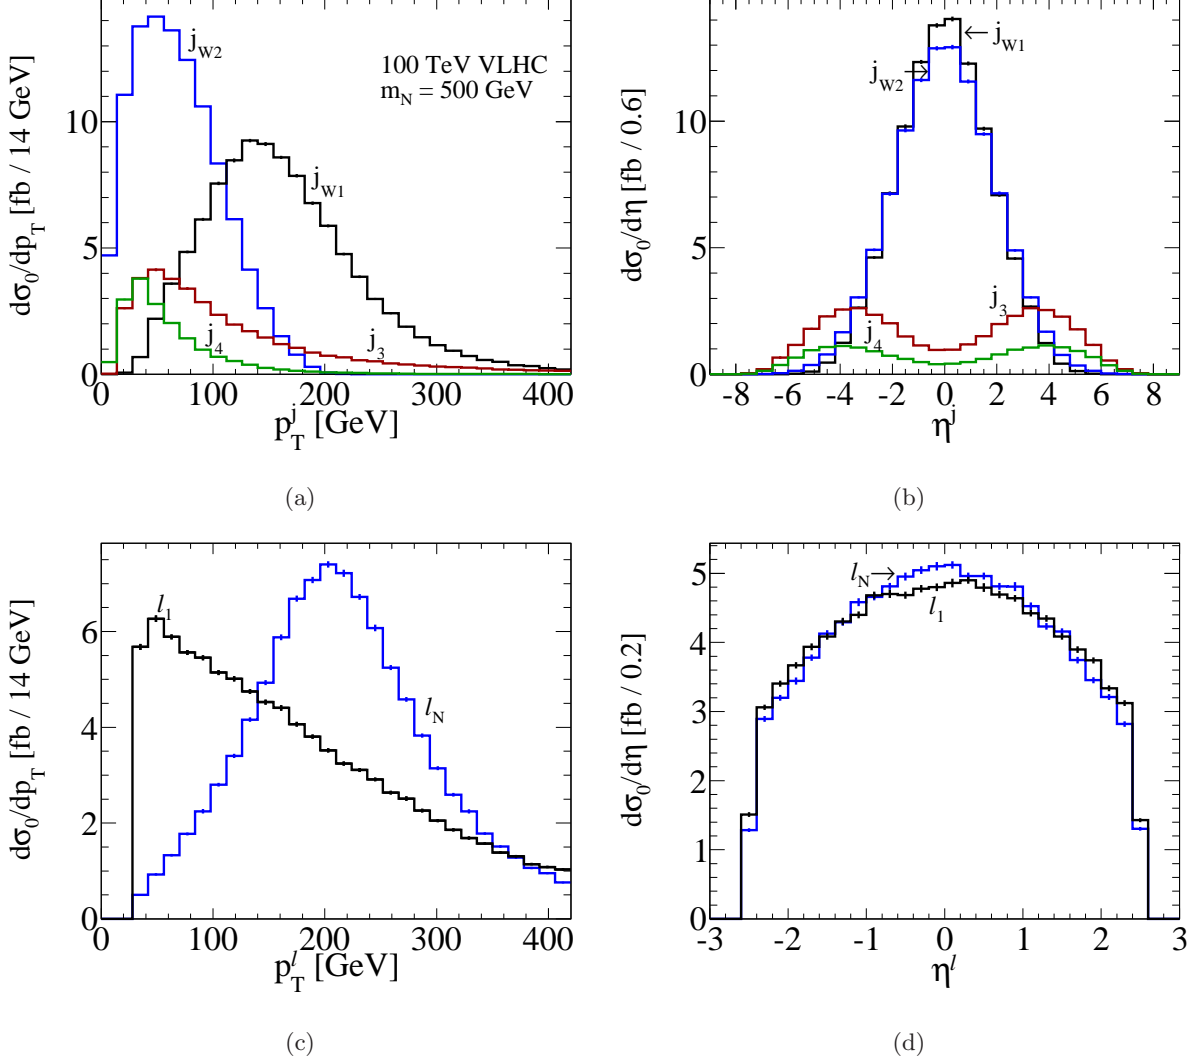 dσ₀/dp_T [fb / 14 GeV]
10
5
0
j_W2
100 TeV VLHC
m_N = 500 GeV
j_W1
j_4
j_3
0 100 200 300 400
p_T^j [GeV]
(a)
dσ₀/dη [fb / 0.6]
10
5
0
j_W1
j_W2
j_3
j_4
-8 -6 -4 -2 0 2 4 6 8
η^j
(b)
dσ₀/dp_T [fb / 14 GeV]
6
4
2
0
l_1
l_N
0 100 200 300 400
p_T^l [GeV]
(c)
dσ₀/dη [fb / 0.2]
5
4
3
2
1
0
l_N
l_1
-3 -2 -1 0 1 2 3
η^l
(d)